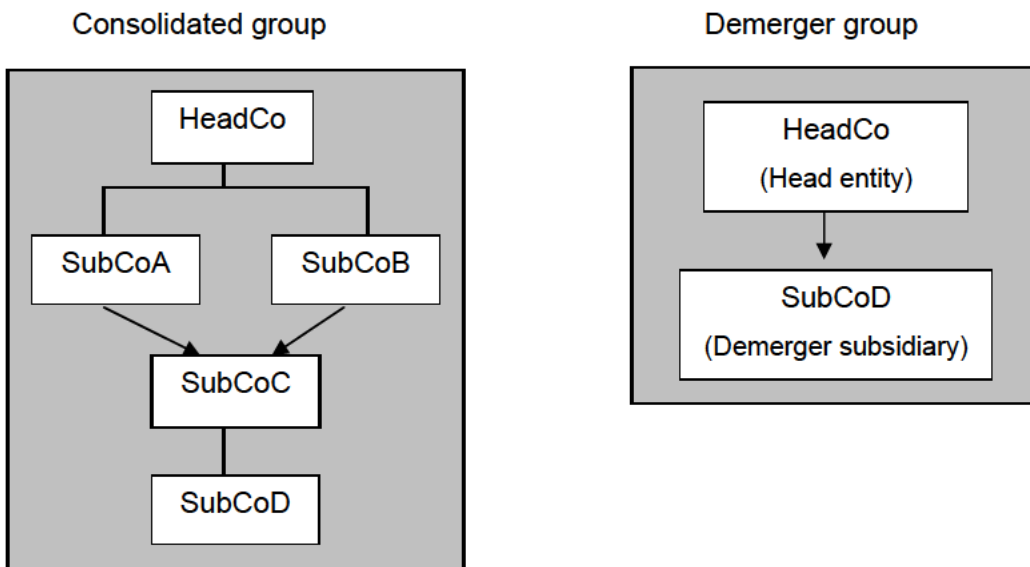 Consolidated group
HeadCo
SubCoA
SubCoB
SubCoC
SubCoD
Demerger group
HeadCo
(Head entity)
SubCoD
(Demerger subsidiary)